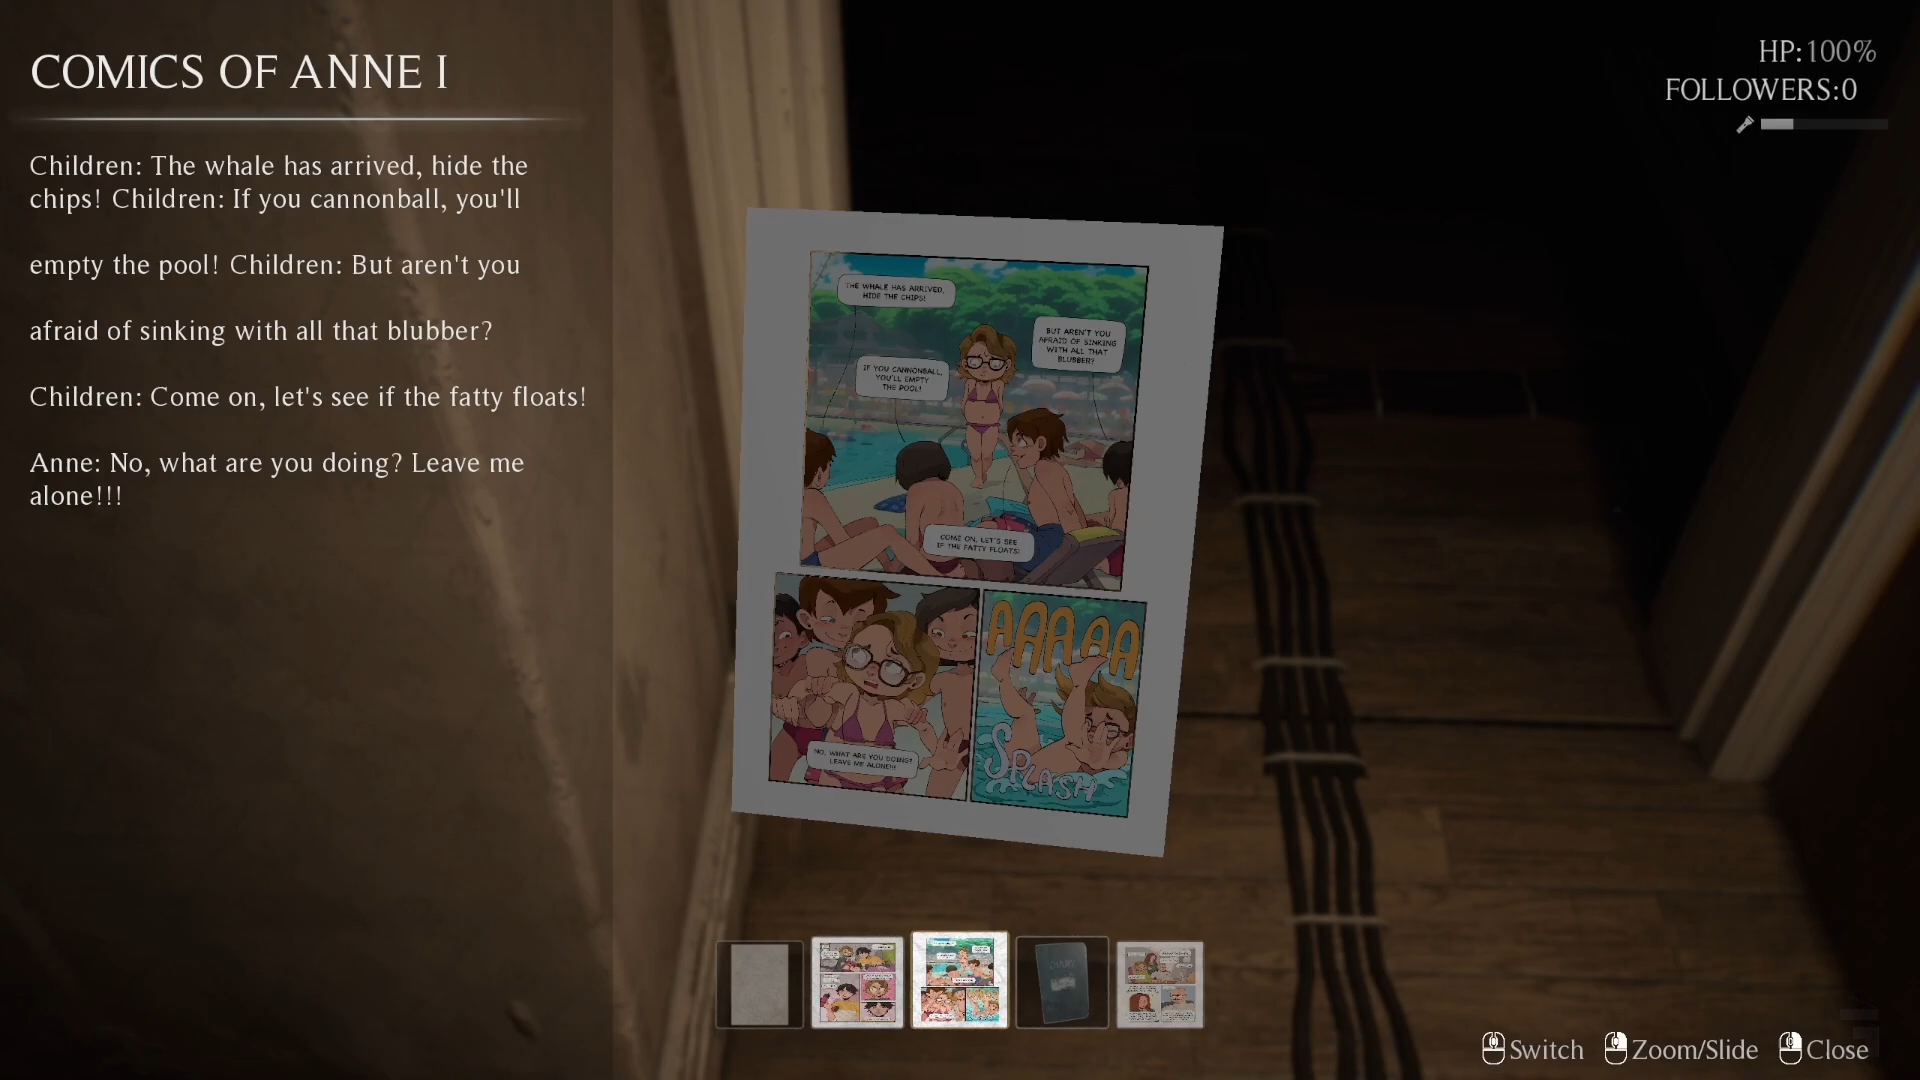 COMICS OF ANNE I
HP:100%
FOLLOWERS:0
Children: The whale has arrived, hide the
chips! Children: If you cannonball, you'll
empty the pool! Children: But aren't you
afraid of sinking with all that blubber?
Children: Come on, let's see if the fatty floats!
Anne: No, what are you doing? Leave me
alone!!!
THE WHALE HAS ARRIVED,
HIDE THE CHIPS!
BUT AREN'T YOU
AFRAID OF SINKING
WITH ALL THAT
BLUBBER?
IF YOU CANNONBALL,
YOU'LL EMPTY
THE POOL!
COME ON, LET'S SEE
IF THE FATTY FLOATS!
NO, WHAT ARE YOU DOING?
LEAVE ME ALONE!!!
AAAAA
SPLASH
DIARY
Switch
Zoom/Slide
Close